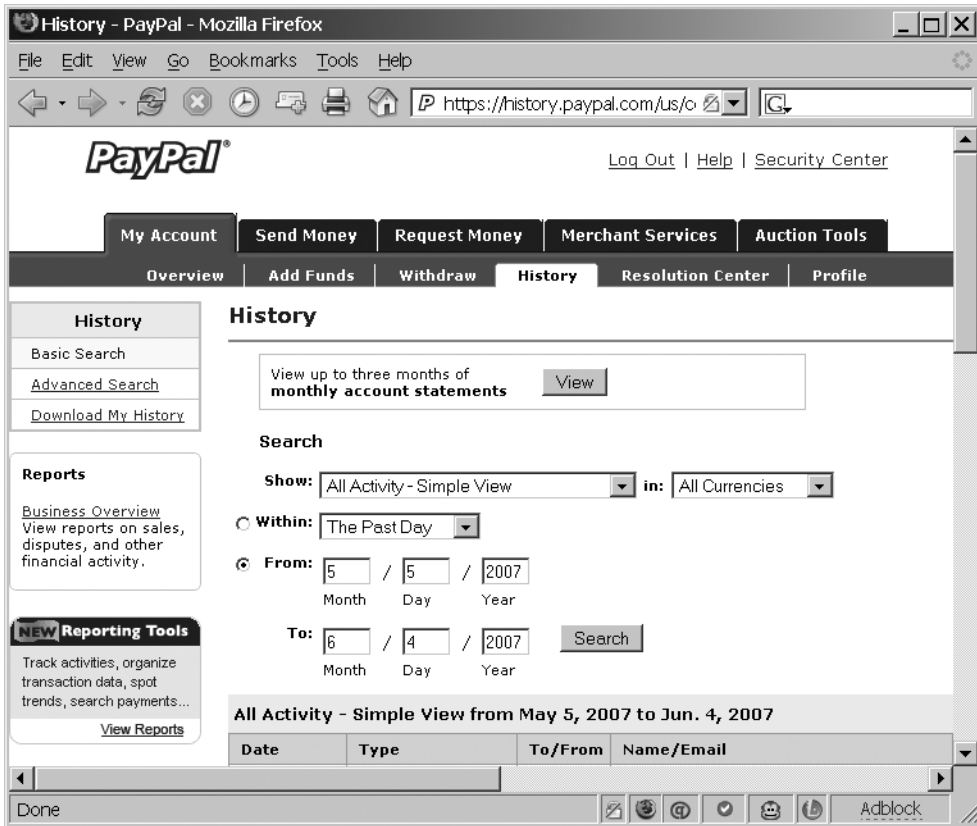 History - PayPal - Mozilla Firefox
File Edit View Go Bookmarks Tools Help
https://history.paypal.com/us/c
PayPal®
Log Out | Help | Security Center
My Account Send Money Request Money Merchant Services Auction Tools
Overview Add Funds Withdraw History Resolution Center Profile
History
Basic Search
Advanced Search
Download My History
Reports
Business Overview
View reports on sales,
disputes, and other
financial activity.
NEW Reporting Tools
Track activities, organize
transaction data, spot
trends, search payments...
View Reports
History
View up to three months of
monthly account statements
View
Search
Show: All Activity - Simple View in: All Currencies
Within: The Past Day
From: 5 / 5 / 2007
Month Day Year
To: 6 / 4 / 2007 Search
Month Day Year
All Activity - Simple View from May 5, 2007 to Jun. 4, 2007
Date Type To/From Name/Email
Done Adblock